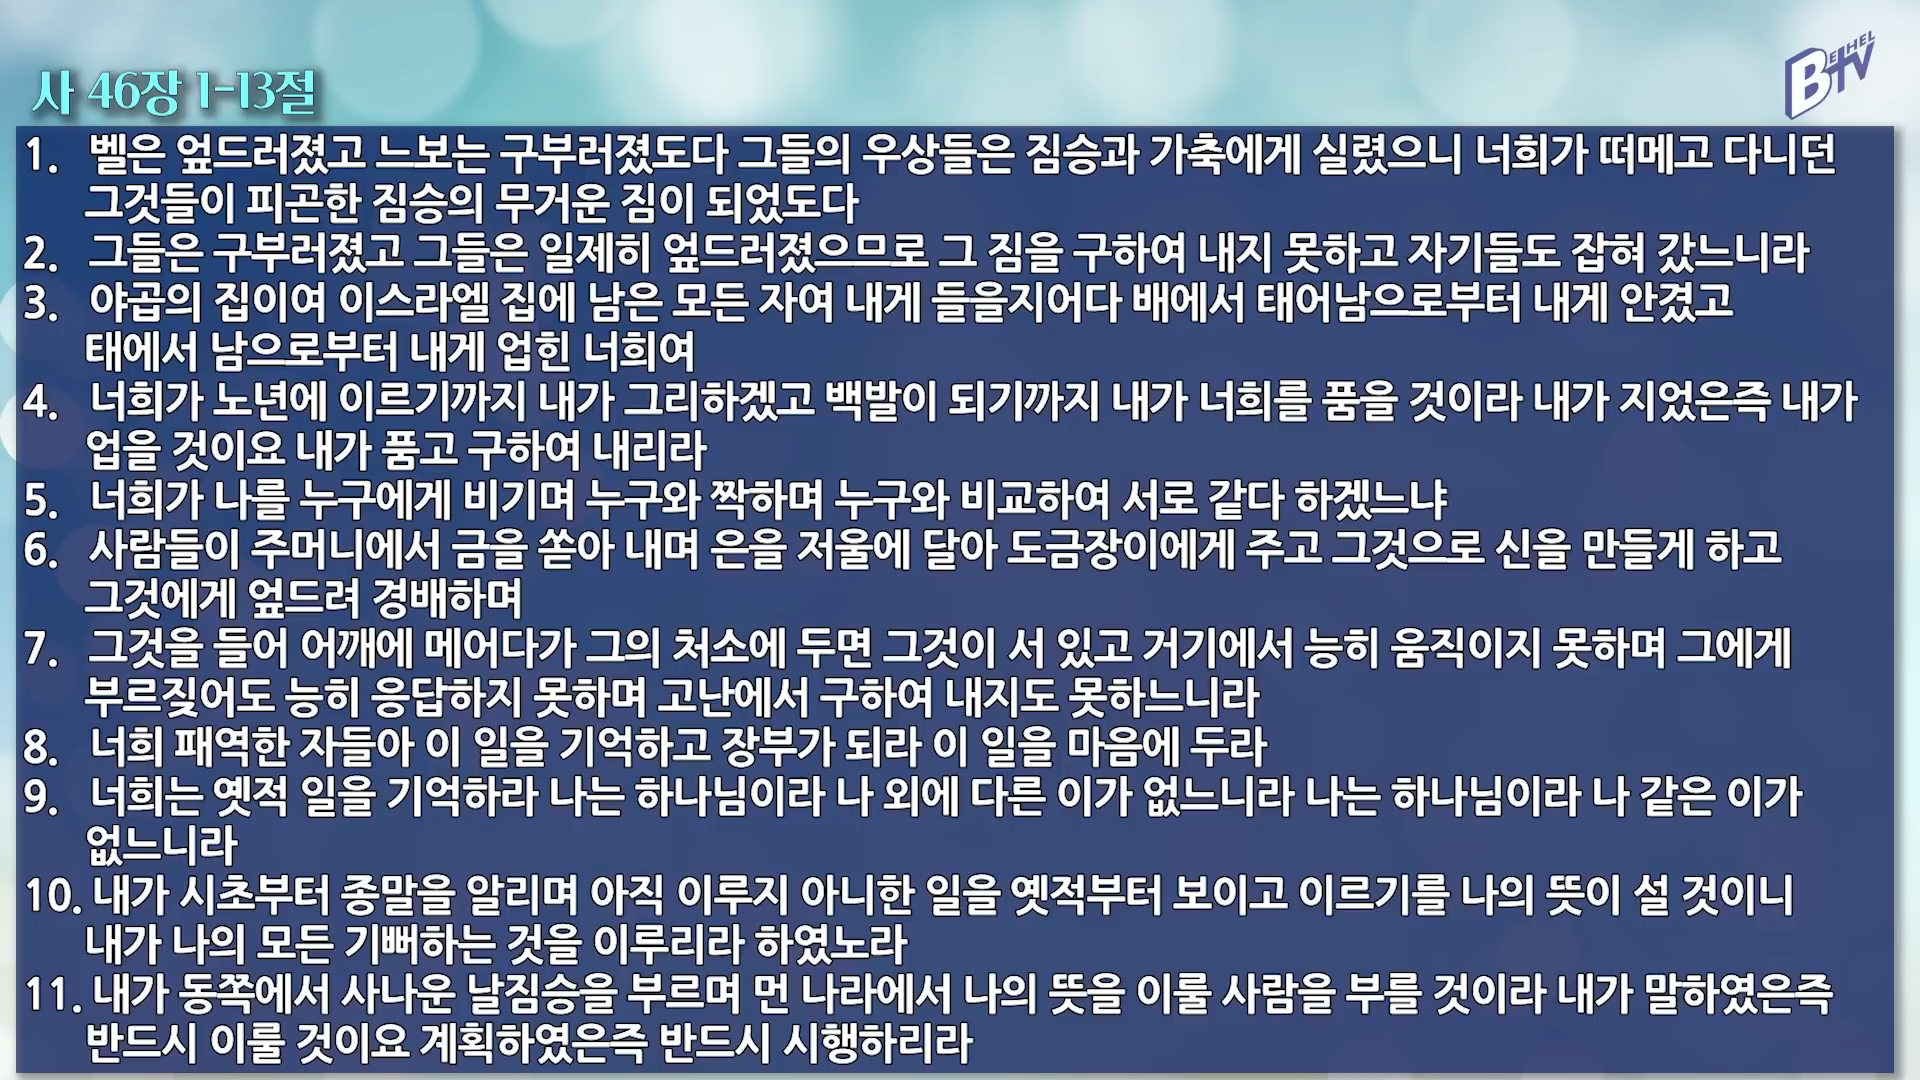 사 46장 1-13절
BETHEL TV
1. 벨은 엎드러졌고 느보는 구부러졌도다 그들의 우상들은 짐승과 가축에게 실렸으니 너희가 떠메고 다니던
그것들이 피곤한 짐승의 무거운 짐이 되었도다
2. 그들은 구부러졌고 그들은 일제히 엎드러졌으므로 그 짐을 구하여 내지 못하고 자기들도 잡혀 갔느니라
3. 야곱의 집이여 이스라엘 집에 남은 모든 자여 내게 들을지어다 배에서 태어남으로부터 내게 안겼고
태에서 남으로부터 내게 업힌 너희여
4. 너희가 노년에 이르기까지 내가 그리하겠고 백발이 되기까지 내가 너희를 품을 것이라 내가 지었은즉 내가
업을 것이요 내가 품고 구하여 내리라
5. 너희가 나를 누구에게 비기며 누구와 짝하며 누구와 비교하여 서로 같다 하겠느냐
6. 사람들이 주머니에서 금을 쏟아 내며 은을 저울에 달아 도금장이에게 주고 그것으로 신을 만들게 하고
그것에게 엎드려 경배하며
7. 그것을 들어 어깨에 메어다가 그의 처소에 두면 그것이 서 있고 거기에서 능히 움직이지 못하며 그에게
부르짖어도 능히 응답하지 못하며 고난에서 구하여 내지도 못하느니라
8. 너희 패역한 자들아 이 일을 기억하고 장부가 되라 이 일을 마음에 두라
9. 너희는 옛적 일을 기억하라 나는 하나님이라 나 외에 다른 이가 없느니라 나는 하나님이라 나 같은 이가
없느니라
10. 내가 시초부터 종말을 알리며 아직 이루지 아니한 일을 옛적부터 보이고 이르기를 나의 뜻이 설 것이니
내가 나의 모든 기뻐하는 것을 이루리라 하였노라
11. 내가 동쪽에서 사나운 날짐승을 부르며 먼 나라에서 나의 뜻을 이룰 사람을 부를 것이라 내가 말하였은즉
반드시 이룰 것이요 계획하였은즉 반드시 시행하리라